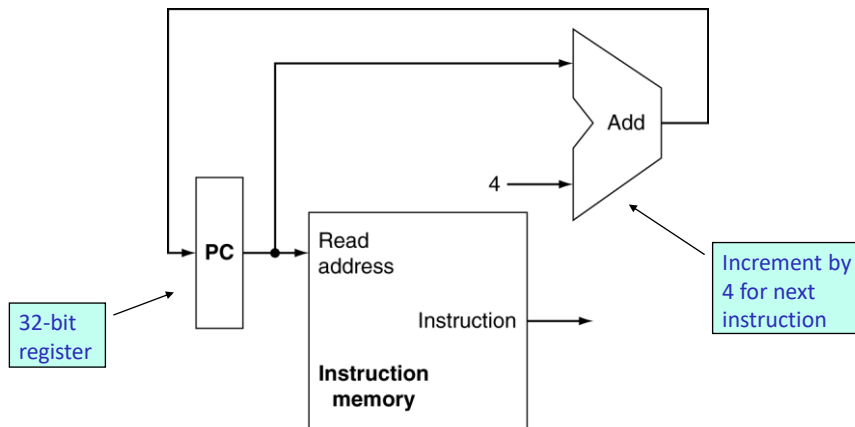 Add
4
PC
Read
address
Increment by
4 for next
instruction
32-bit
register
Instruction
Instruction
memory